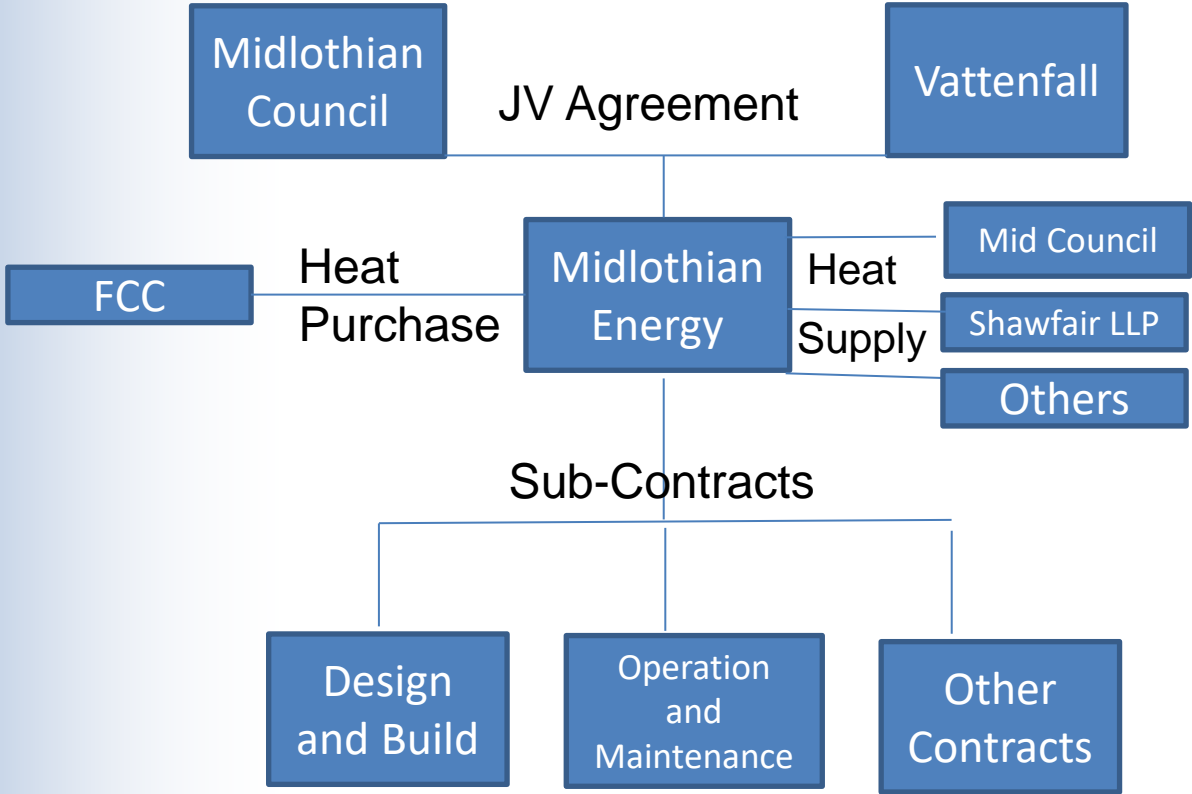 Midlothian
Council
JV Agreement
Vattenfall
FCC
Heat
Purchase
Midlothian
Energy
Heat
Supply
Mid Council
Shawfair LLP
Others
Sub-Contracts
Design
and Build
Operation
and
Maintenance
Other
Contracts